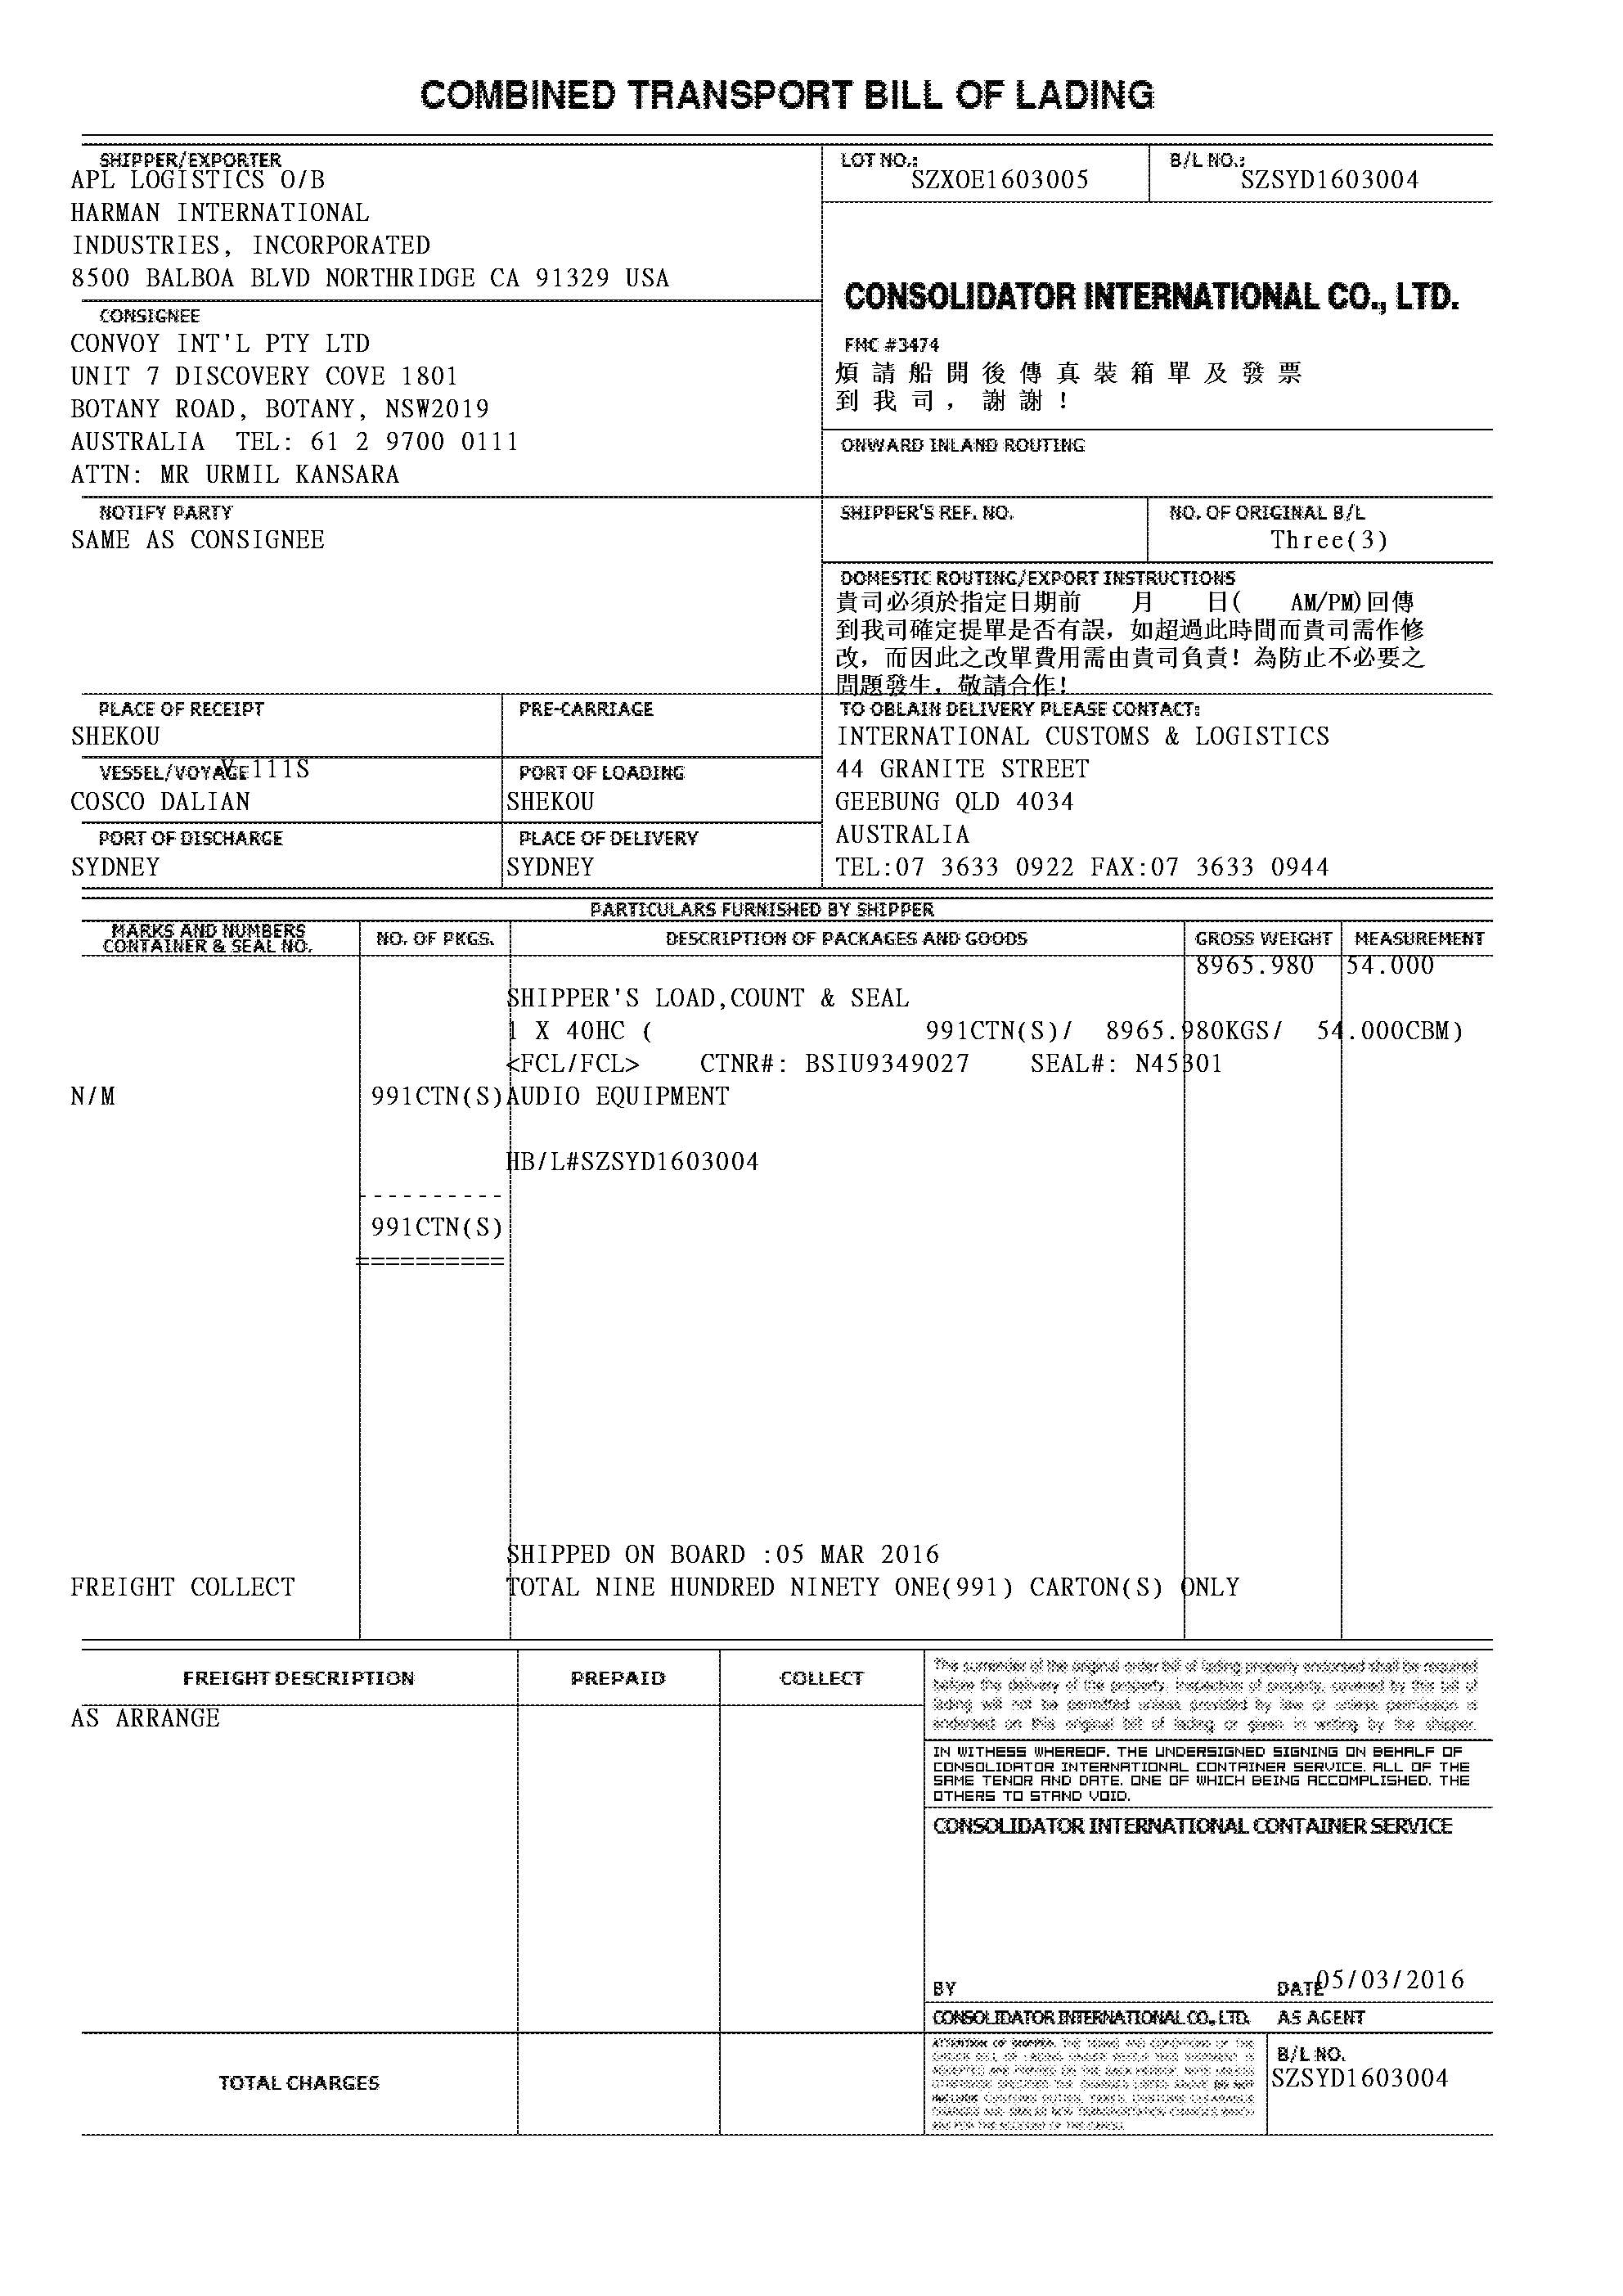 COMBINED TRANSPORT BILL OF LADING
SHIPPER/EXPORTER
APL LOGISTICS O/B
HARMAN INTERNATIONAL
INDUSTRIES, INCORPORATED
8500 BALBOA BLVD NORTHRIDGE CA 91329 USA
LOT NO.:
SZXOE1603005
B/L NO.:
SZSYD1603004
CONSIGNEE
CONVOY INT'L PTY LTD
UNIT 7 DISCOVERY COVE 1801
BOTANY ROAD, BOTANY, NSW2019
AUSTRALIA  TEL: 61 2 9700 0111
ATTN: MR URMIL KANSARA
CONSOLIDATOR INTERNATIONAL CO., LTD.
FMC #3474
煩請船開後傳真裝箱單及發票
到我司，謝謝！
ONWARD INLAND ROUTING
NOTIFY PARTY
SAME AS CONSIGNEE
SHIPPER'S REF. NO.
NO. OF ORIGINAL B/L
Three(3)
DOMESTIC ROUTING/EXPORT INSTRUCTIONS
貴司必須於指定日期前　　月　　日(　　AM/PM)回傳
到我司確定提單是否有誤，如超過此時間而貴司需作修
改，而因此之改單費用需由貴司負責！為防止不必要之
問題發生，敬請合作！
PLACE OF RECEIPT
SHEKOU
PRE-CARRIAGE
VESSEL/VOYAGE V.111S
COSCO DALIAN
PORT OF LOADING
SHEKOU
PORT OF DISCHARGE
SYDNEY
PLACE OF DELIVERY
SYDNEY
TO OBLAIN DELIVERY PLEASE CONTACT:
INTERNATIONAL CUSTOMS & LOGISTICS
44 GRANITE STREET
GEEBUNG QLD 4034
AUSTRALIA
TEL:07 3633 0922 FAX:07 3633 0944
PARTICULARS FURNISHED BY SHIPPER
MARKS AND NUMBERS
CONTAINER & SEAL NO.
NO. OF PKGS.
DESCRIPTION OF PACKAGES AND GOODS
GROSS WEIGHT
MEASUREMENT
8965.980 54.000
SHIPPER'S LOAD,COUNT & SEAL
1 X 40HC (                  991CTN(S)/  8965.980KGS/  54.000CBM)
<FCL/FCL>    CTNR#: BSIU9349027    SEAL#: N45301
N/M 991CTN(S) AUDIO EQUIPMENT
HB/L#SZSYD1603004
----------
991CTN(S)
==========
SHIPPED ON BOARD :05 MAR 2016
FREIGHT COLLECT TOTAL NINE HUNDRED NINETY ONE(991) CARTON(S) ONLY
FREIGHT DESCRIPTION
PREPAID
COLLECT
AS ARRANGE
The surrender of the original order bill of lading properly endorsed shall be required
before the delivery of the property. Inspection of property covered by the bill of
lading will not be permitted unless provided by law or unless permission is
endorsed on this original bill of lading or given in writing by the shipper.
IN WITHESS WHEREOF, THE UNDERSIGNED SIGNING ON BEHALF OF
CONSOLIDATOR INTERNATIONAL CONTAINER SERVICE. ALL OF THE
SAME TENOR AND DATE, ONE OF WHICH BEING ACCOMPLISHED, THE
OTHERS TO STAND VOID.
CONSOLIDATOR INTERNATIONAL CONTAINER SERVICE
BY
DATE 05/03/2016
CONSOLIDATOR INTERNATIONAL CO., LTD. AS AGENT
TOTAL CHARGES
B/L NO.
SZSYD1603004